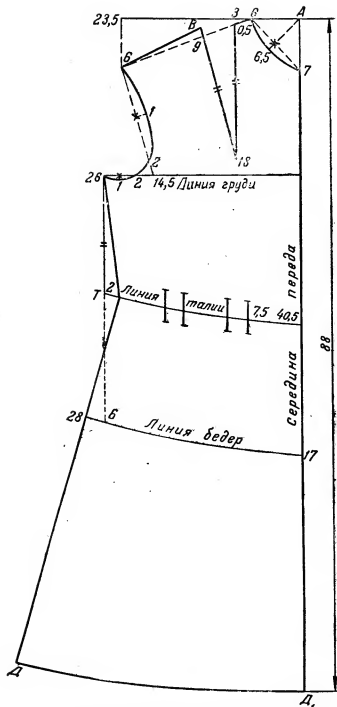 23,5 3 6 А
В 0,5
9 6,5
6 7
1
2 18
26 1 2 14,5 Линия груди
переда
Т 2 Линия талии 7,5 40,5
88
Середина
28 6 Линия бедер 17
Д Д₁